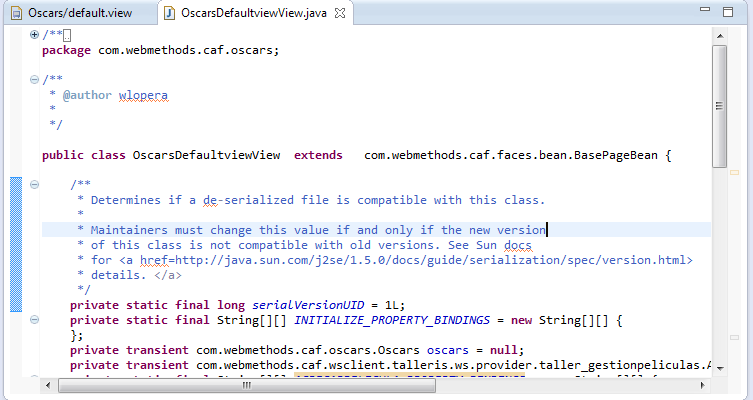 Oscars/default.view OscarsDefaultviewView.java
/**
package com.webmethods.caf.oscars;
/**
* @author wlopera
*
*/
public class OscarsDefaultviewView extends com.webmethods.caf.faces.bean.BasePageBean {
/**
* Determines if a de-serialized file is compatible with this class.
*
* Maintainers must change this value if and only if the new version
* of this class is not compatible with old versions. See Sun docs
* for <a href=http://java.sun.com/j2se/1.5.0/docs/guide/serialization/spec/version.html>
* details. </a>
*/
private static final long serialVersionUID = 1L;
private static final String[][] INITIALIZE_PROPERTY_BINDINGS = new String[][] {
};
private transient com.webmethods.caf.oscars.Oscars oscars = null;
private transient com.webmethods.caf.wsclient.talleris.ws.provider.taller_gestionpeliculas.A